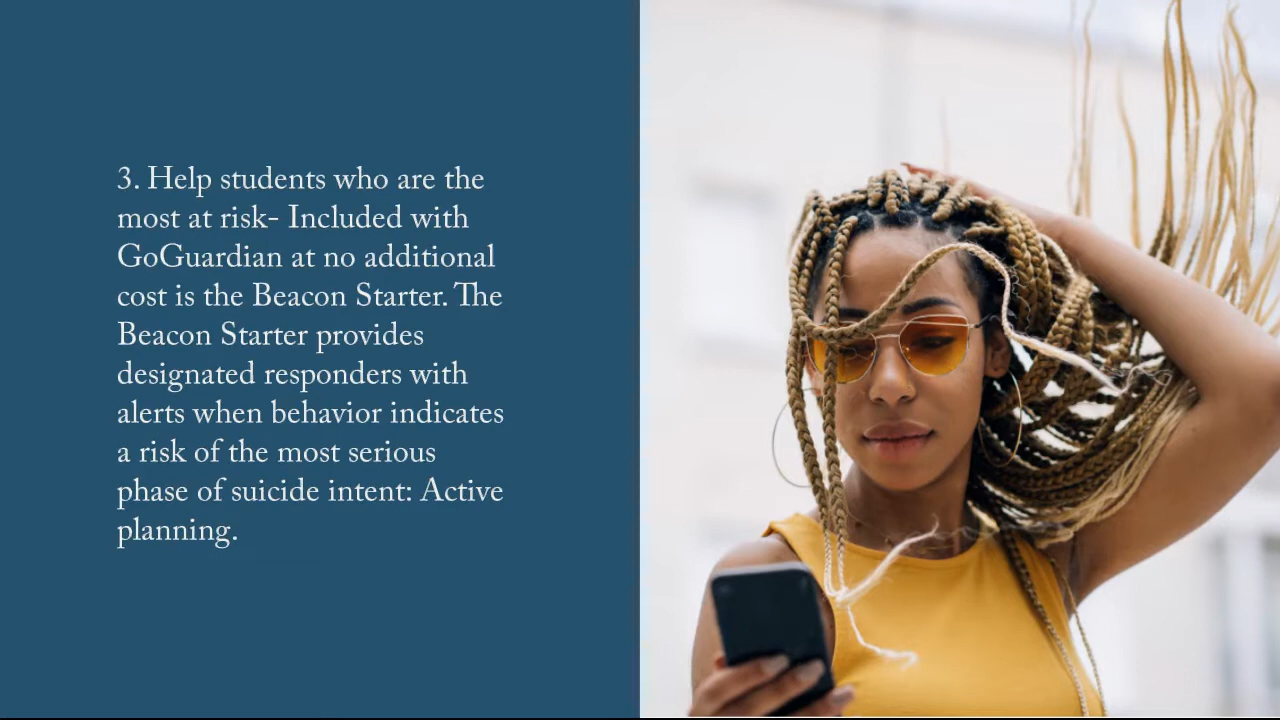 3. Help students who are the
most at risk- Included with
GoGuardian at no additional
cost is the Beacon Starter. The
Beacon Starter provides
designated responders with
alerts when behavior indicates
a risk of the most serious
phase of suicide intent: Active
planning.